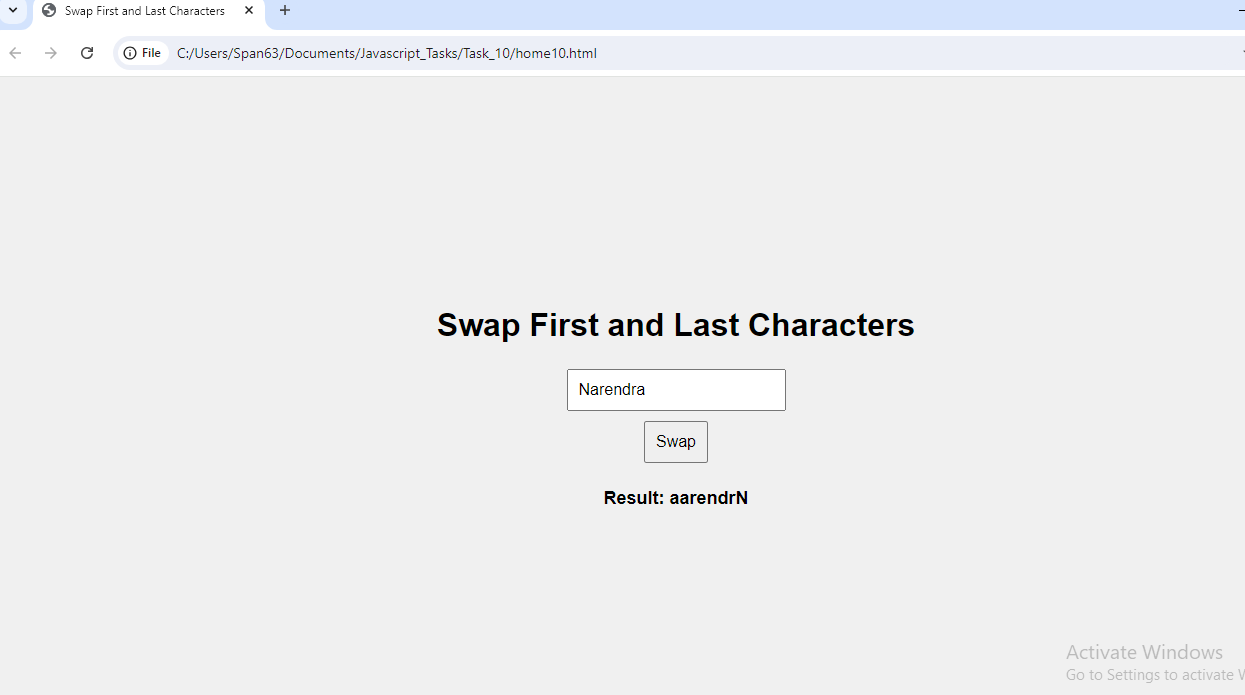 Swap First and Last Characters
File C:/Users/Span63/Documents/Javascript_Tasks/Task_10/home10.html
Swap First and Last Characters
Narendra
Swap
Result: aarendrN
Activate Windows
Go to Settings to activate W